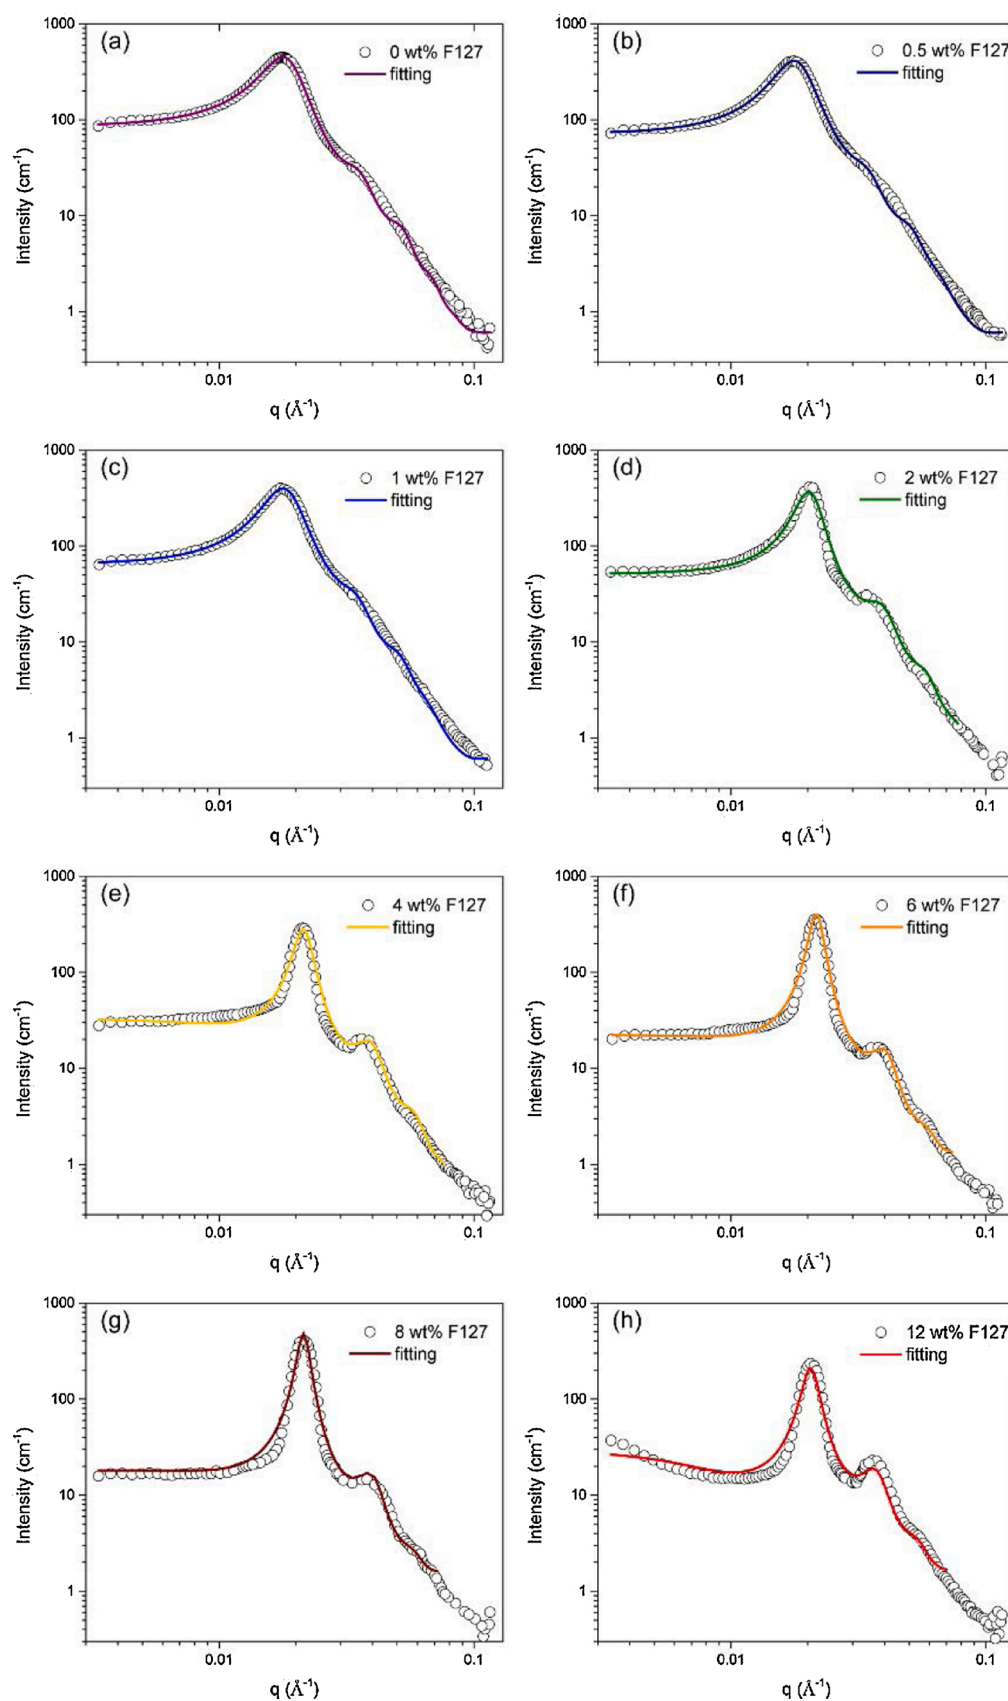 (a)
0 wt% F127
fitting
1000
100
10
1
Intensity (cm-1)
0.01
0.1
q (Å-1)
(b)
0.5 wt% F127
fitting
1000
100
10
1
Intensity (cm-1)
0.01
0.1
q (Å-1)
(c)
1 wt% F127
fitting
1000
100
10
1
Intensity (cm-1)
0.01
0.1
q (Å-1)
(d)
2 wt% F127
fitting
1000
100
10
1
Intensity (cm-1)
0.01
0.1
q (Å-1)
(e)
4 wt% F127
fitting
1000
100
10
1
Intensity (cm-1)
0.01
0.1
q (Å-1)
(f)
6 wt% F127
fitting
1000
100
10
1
Intensity (cm-1)
0.01
0.1
q (Å-1)
(g)
8 wt% F127
fitting
1000
100
10
1
Intensity (cm-1)
0.01
0.1
q (Å-1)
(h)
12 wt% F127
fitting
1000
100
10
1
Intensity (cm-1)
0.01
0.1
q (Å-1)